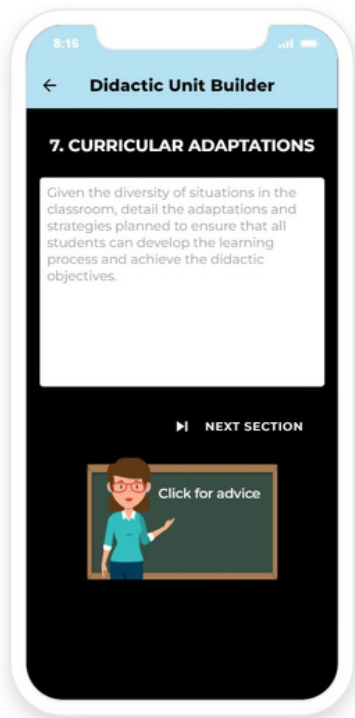 8:16
Didactic Unit Builder
7. CURRICULAR ADAPTATIONS
Given the diversity of situations in the
classroom, detail the adaptations and
strategies planned to ensure that all
students can develop the learning
process and achieve the didactic
objectives.
NEXT SECTION
Click for advice